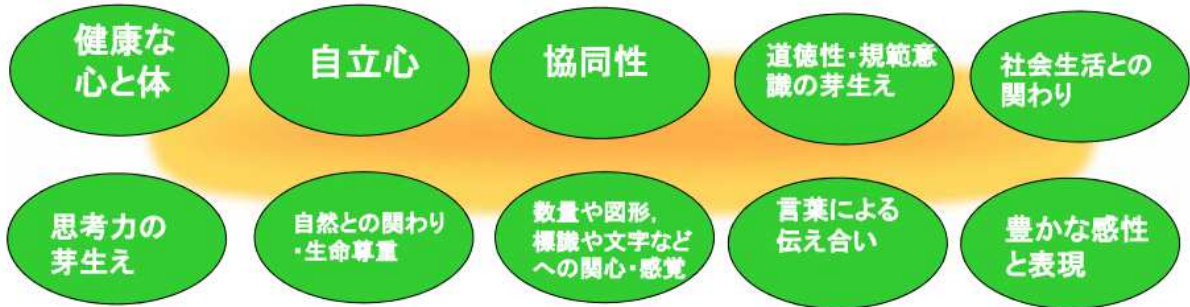 健康な
心と体
自立心
協同性
道徳性・規範意
識の芽生え
社会生活との
関わり
思考力の
芽生え
自然との関わり
・生命尊重
数量や図形,
標識や文字など
への関心・感覚
言葉による
伝え合い
豊かな感性
と表現